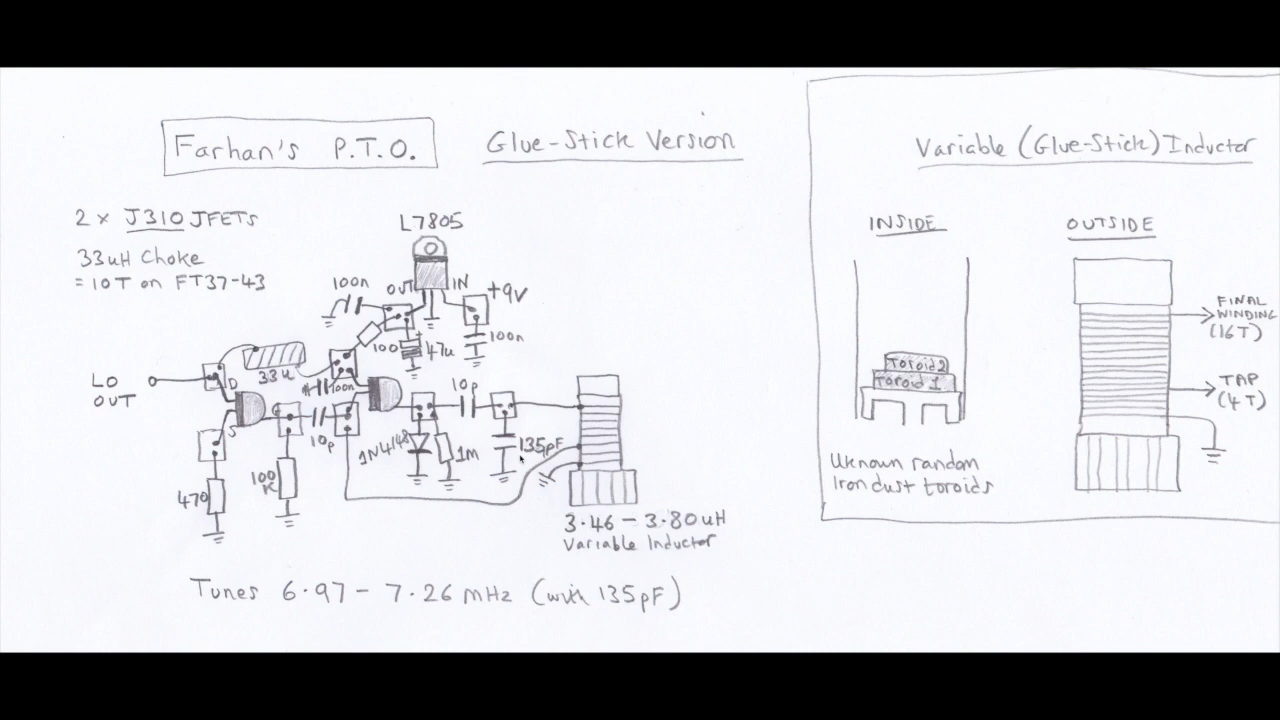 Farhan's P.T.O.
Glue-Stick Version
2 x J310 JFETs
33uH Choke
= 10T on FT37-43
L7805
100n
OUT
IN
+9V
100n
100
47u
33u
100n
LO
OUT
D
G
S
10p
10p
1N4148
1m
135pF
470
100
K
3.46 - 3.80uH
Variable Inductor
Tunes 6.97 - 7.26 MHz (with 135pF)
Variable (Glue-Stick) Inductor
INSIDE
OUTSIDE
Toroid 2
Toroid 1
Uknown random
Iron dust toroids
FINAL
WINDING
(16T)
TAP
(4T)